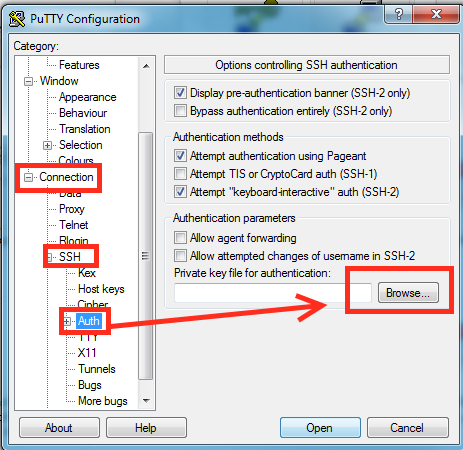 PuTTY Configuration
Category:
Features
Window
Appearance
Behaviour
Translation
Selection
Colours
Connection
Data
Proxy
Telnet
Rlogin
SSH
Kex
Host keys
Cipher
Auth
TTY
X11
Tunnels
Bugs
More bugs
Options controlling SSH authentication
Display pre-authentication banner (SSH-2 only)
Bypass authentication entirely (SSH-2 only)
Authentication methods
Attempt authentication using Pageant
Attempt TIS or CryptoCard auth (SSH-1)
Attempt "keyboard-interactive" auth (SSH-2)
Authentication parameters
Allow agent forwarding
Allow attempted changes of username in SSH-2
Private key file for authentication:
Browse...
About
Help
Open
Cancel